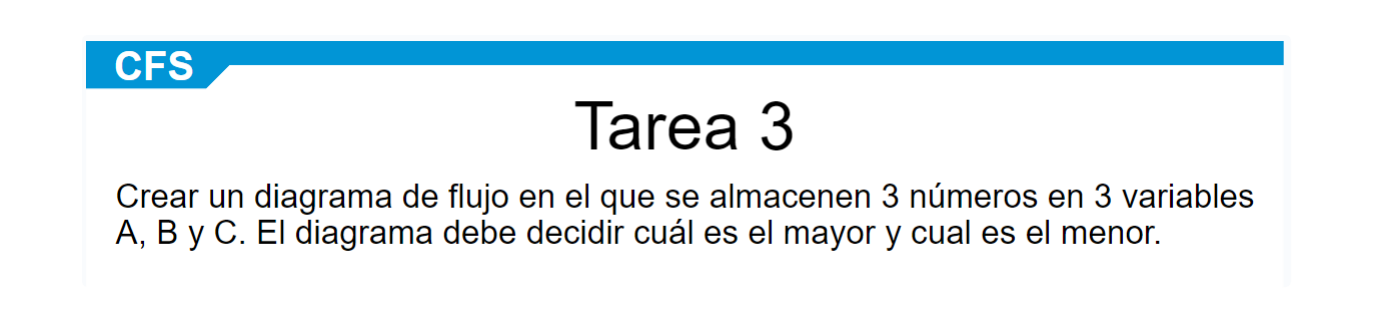 CFS
Tarea 3
Crear un diagrama de flujo en el que se almacenen 3 números en 3 variables
A, B y C. El diagrama debe decidir cuál es el mayor y cual es el menor.